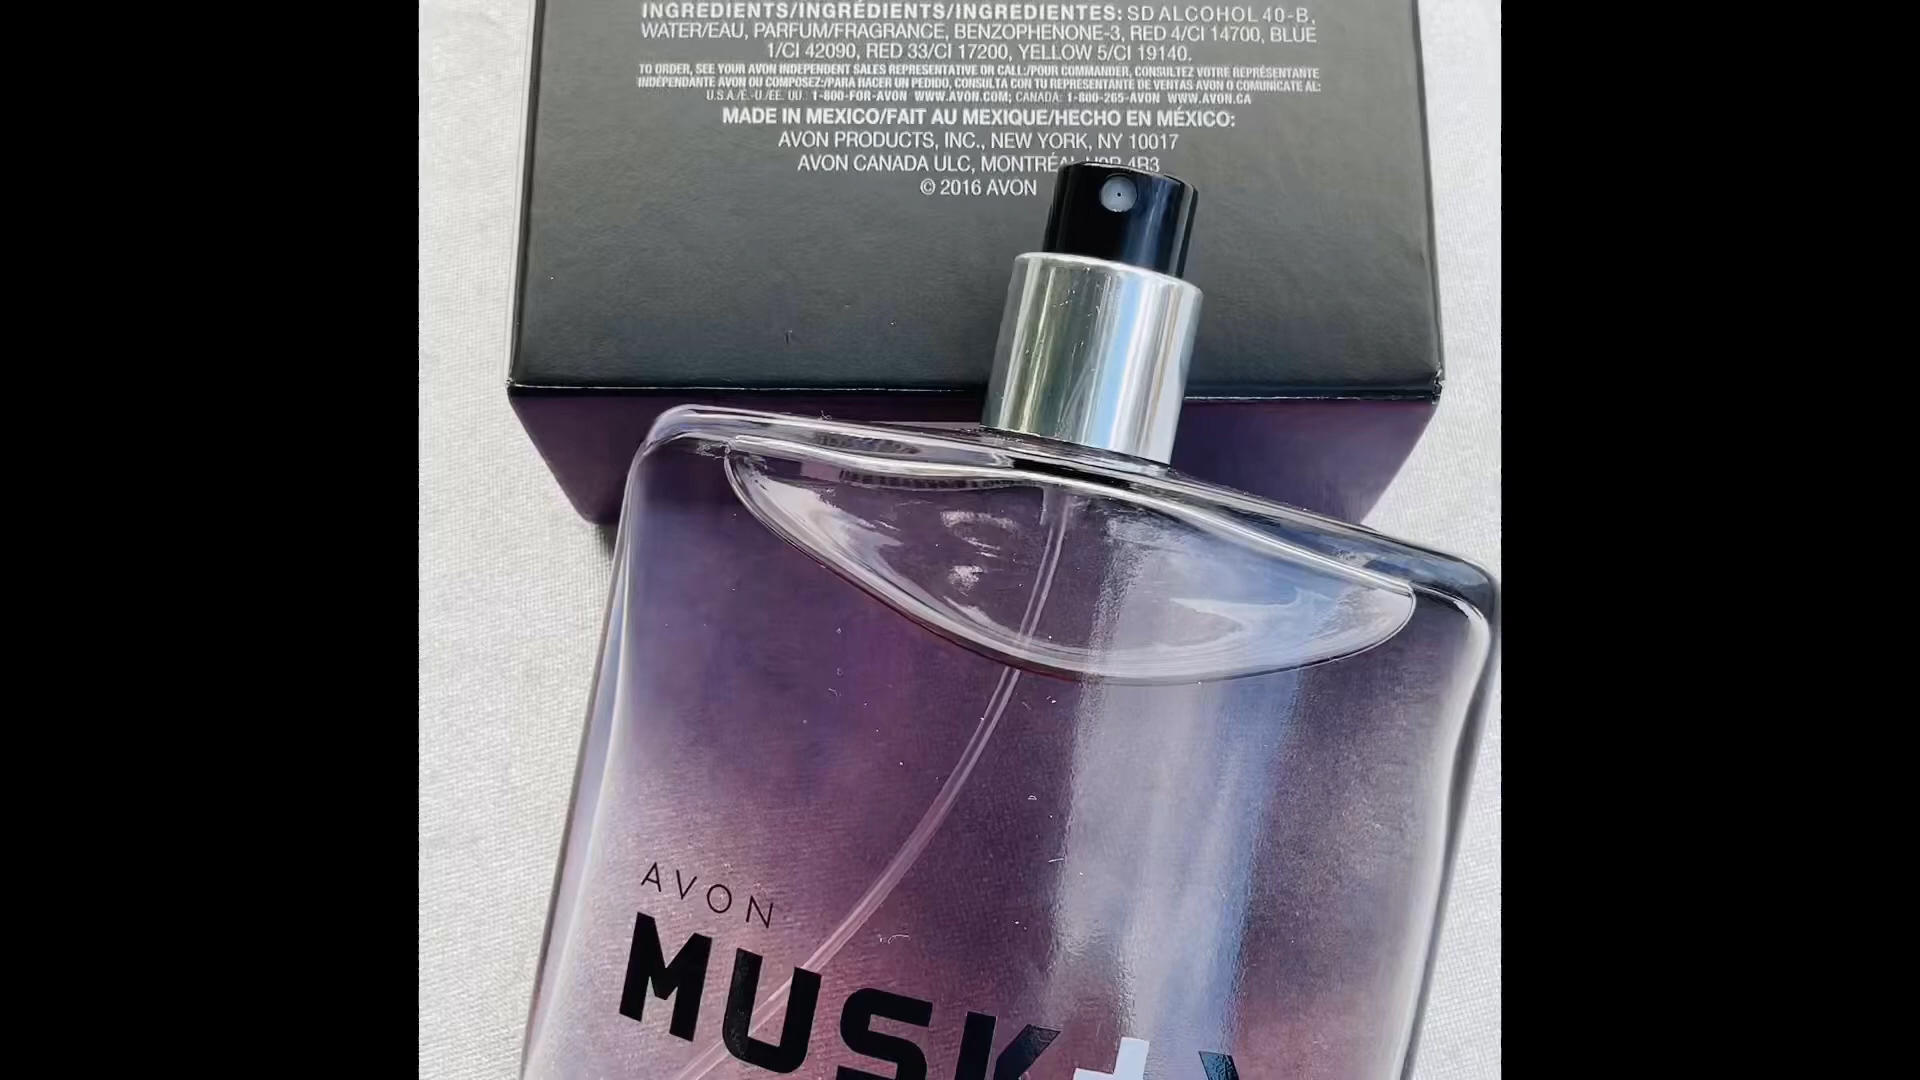 INGREDIENTS/INGRÉDIENTS/INGREDIENTES: SD ALCOHOL 40-B,
WATER/EAU, PARFUM/FRAGRANCE, BENZOPHENONE-3, RED 4/CI 14700, BLUE
1/CI 42090, RED 33/CI 17200, YELLOW 5/CI 19140.
TO ORDER, SEE YOUR AVON INDEPENDENT SALES REPRESENTATIVE OR CALL:/POUR COMMANDER, CONSULTEZ VOTRE REPRÉSENTANTE
INDÉPENDANTE AVON OU COMPOSEZ:/PARA HACER UN PEDIDO, CONSULTA CON TU REPRESENTANTE DE VENTAS AVON O COMUNICATE AL:
U.S.A./É.-U./EE. UU.: 1-800-FOR-AVON WWW.AVON.COM; CANADA: 1-800-265-AVON WWW.AVON.CA
MADE IN MEXICO/FAIT AU MEXIQUE/HECHO EN MÉXICO:
AVON PRODUCTS, INC., NEW YORK, NY 10017
AVON CANADA ULC, MONTRÉAL 4R3
© 2016 AVON
AVON
MUSK+